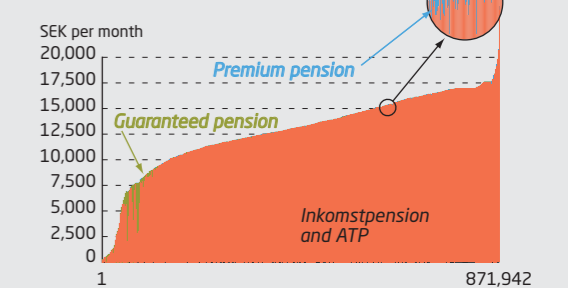 SEK per month
20,000
17,500
15,000
12,500
10,000
7,500
5,000
2,500
0
Premium pension
Guaranteed pension
Inkomstpension
and ATP
1
871,942